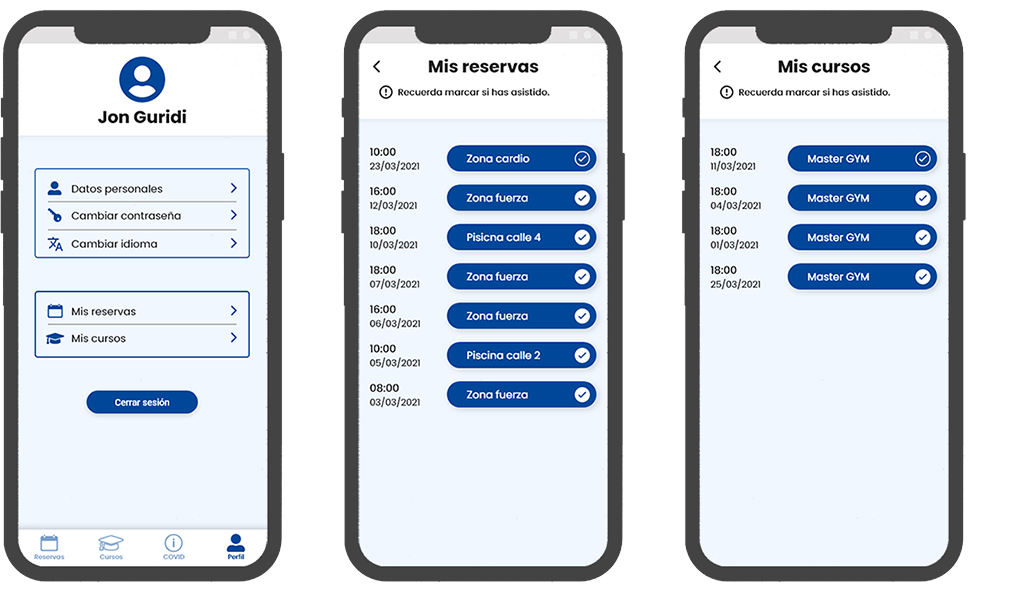 Jon Guridi
Datos personales
Cambiar contraseña
Cambiar idioma
Mis reservas
Mis cursos
Cerrar sesión
Reservas Cursos COVID Perfil
Mis reservas
Recuerda marcar si has asistido.
10:00
23/03/2021
Zona cardio
16:00
12/03/2021
Zona fuerza
18:00
10/03/2021
Pisicna calle 4
18:00
07/03/2021
Zona fuerza
16:00
06/03/2021
Zona fuerza
10:00
05/03/2021
Piscina calle 2
08:00
03/03/2021
Zona fuerza
Mis cursos
Recuerda marcar si has asistido.
18:00
11/03/2021
Master GYM
18:00
04/03/2021
Master GYM
18:00
01/03/2021
Master GYM
18:00
25/03/2021
Master GYM